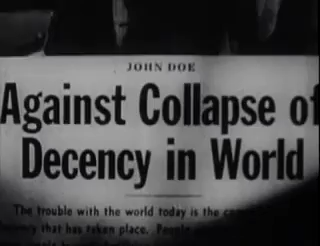 JOHN DOE
Against Collapse of
Decency in World
The trouble with the world today is the
that has taken place.